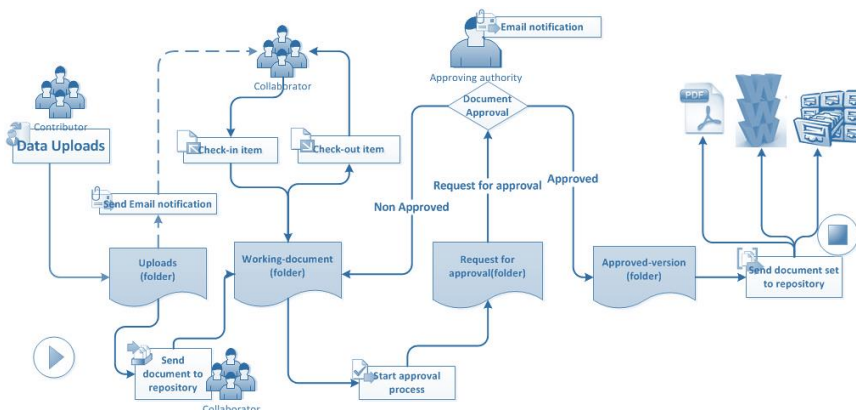 Email notification
Collaborator
Approving authority
Contributor
Data Uploads
Document
Approval
PDF
Check-in item
Check-out item
Request for approval
Approved
Non Approved
Send Email notification
Uploads
(folder)
Working-document
(folder)
Request for
approval(folder)
Approved-version
(folder)
Send document set
to repository
Send
document to
repository
Collaborator
Start approval
process